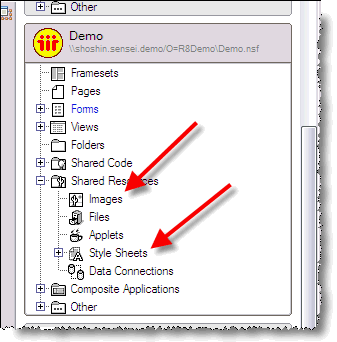 Other
Demo
\\shoshin.sensei.demo/O=R8Demo\Demo.nsf
Framesets
Pages
Forms
Views
Folders
Shared Code
Shared Resources
Images
Files
Applets
Style Sheets
Data Connections
Composite Applications
Other